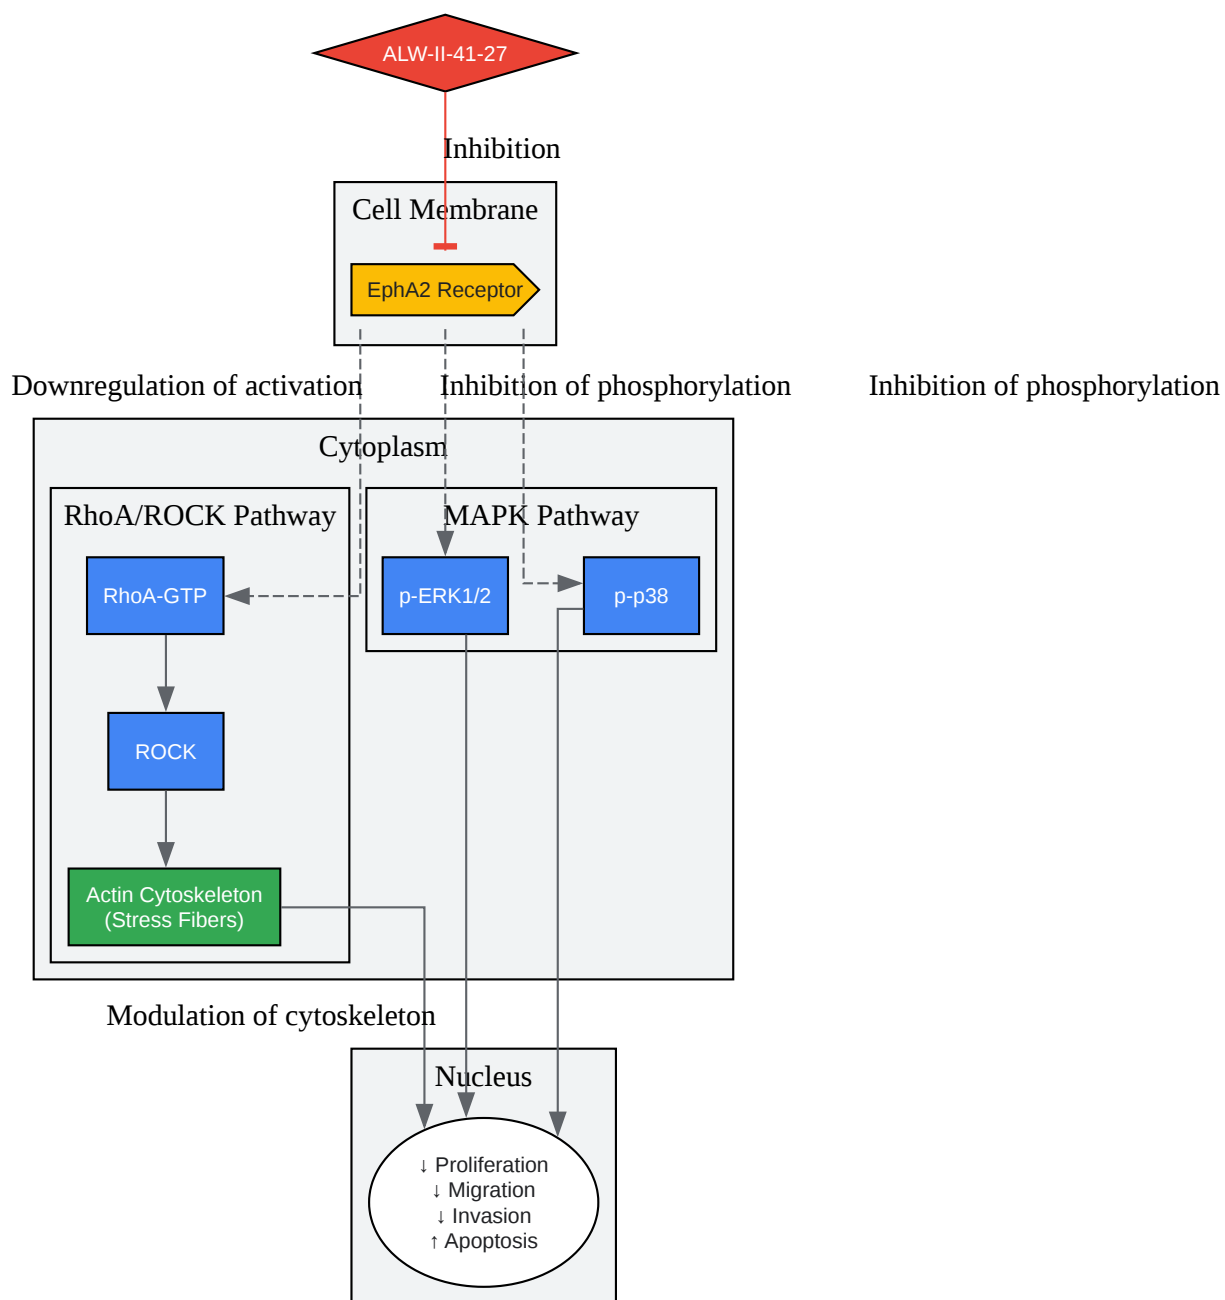 ALW-II-41-27
Inhibition
Cell Membrane
EphA2 Receptor
Downregulation of activation
Inhibition of phosphorylation
Inhibition of phosphorylation
Cytoplasm
RhoA/ROCK Pathway
MAPK Pathway
RhoA-GTP
p-ERK1/2
p-p38
ROCK
Actin Cytoskeleton
(Stress Fibers)
Modulation of cytoskeleton
Nucleus
↓ Proliferation
↓ Migration
↓ Invasion
↑ Apoptosis